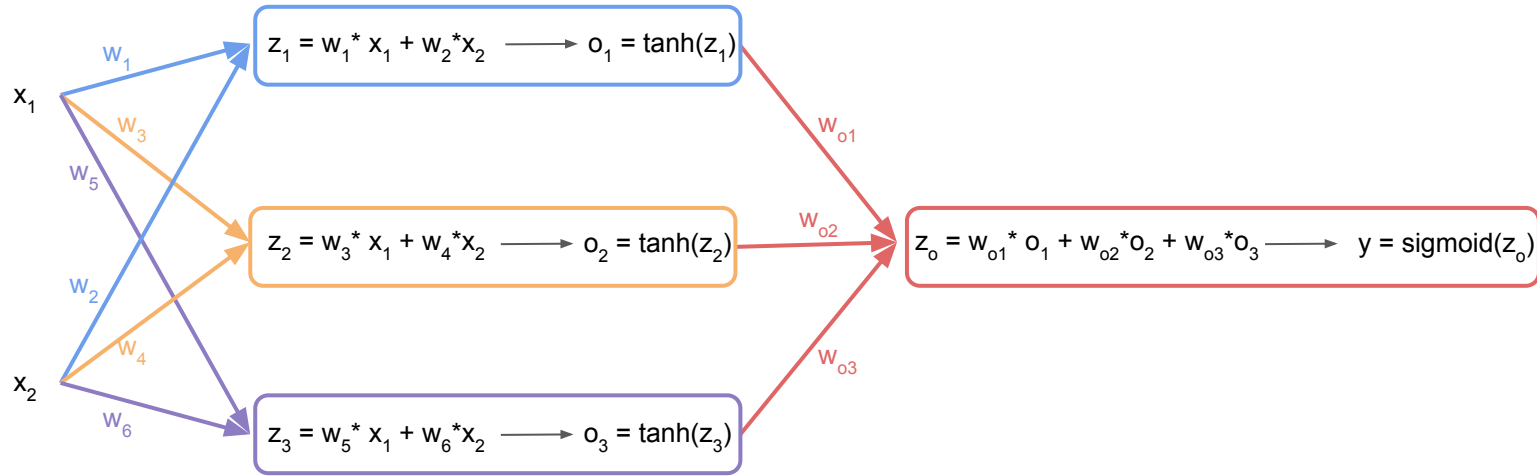 w₁
z₁ = w₁* x₁ + w₂*x₂ ⟶ o₁ = tanh(z₁)
x₁
w₃
w₅
wₒ₁
wₒ₂
z₂ = w₃* x₁ + w₄*x₂ ⟶ o₂ = tanh(z₂)
zₒ = wₒ₁* o₁ + wₒ₂*o₂ + wₒ₃*o₃ ⟶ y = sigmoid(zₒ)
w₂
w₄
wₒ₃
x₂
w₆
z₃ = w₅* x₁ + w₆*x₂ ⟶ o₃ = tanh(z₃)